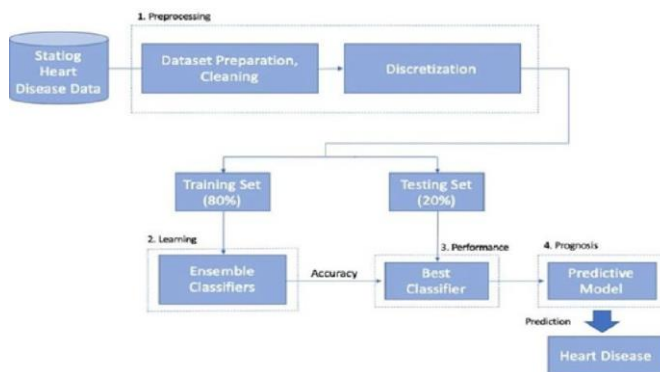 1. Preprocessing
Statlog
Heart
Disease Data
Dataset Preparation,
Cleaning
Discretization
Training Set
(80%)
Testing Set
(20%)
2. Learning
3. Performance
4. Prognosis
Ensemble
Classifiers
Accuracy
Best
Classifier
Predictive
Model
Prediction
Heart Disease